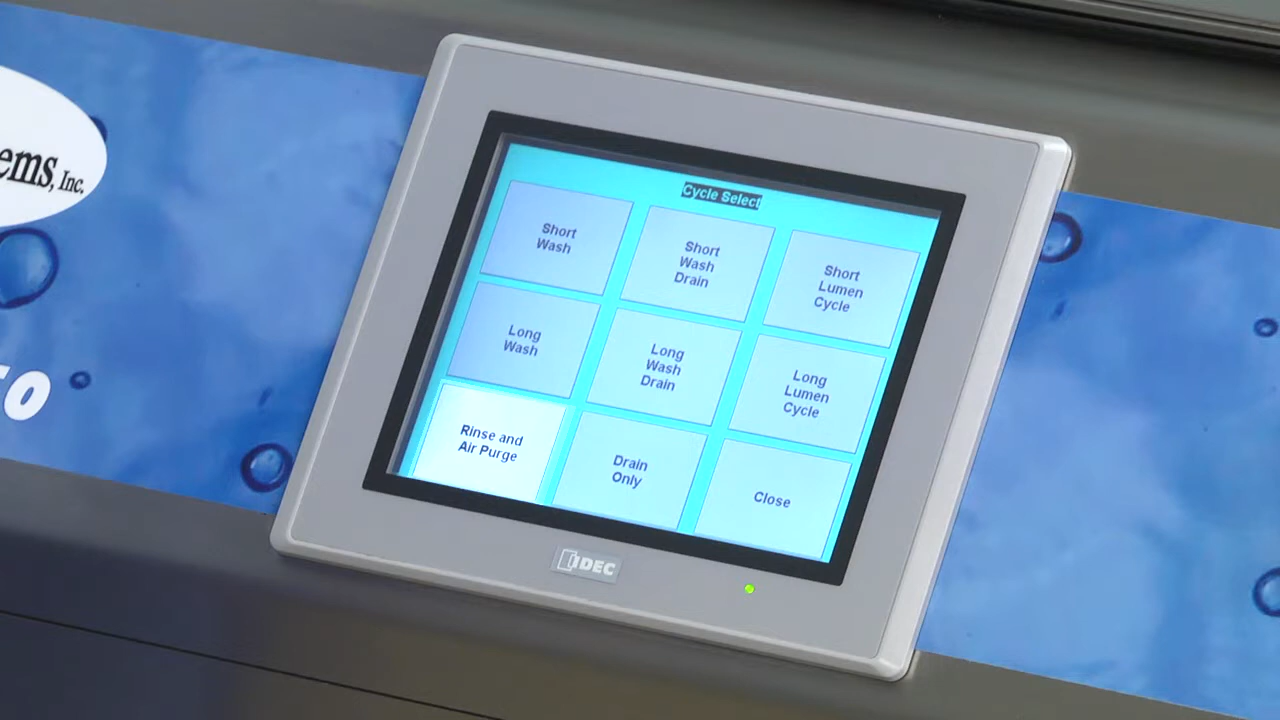 ems, Inc.
Cycle Select
Short
Wash
Short
Wash
Drain
Short
Lumen
Cycle
Long
Wash
Long
Wash
Drain
Long
Lumen
Cycle
Rinse and
Air Purge
Drain
Only
Close
IDEC